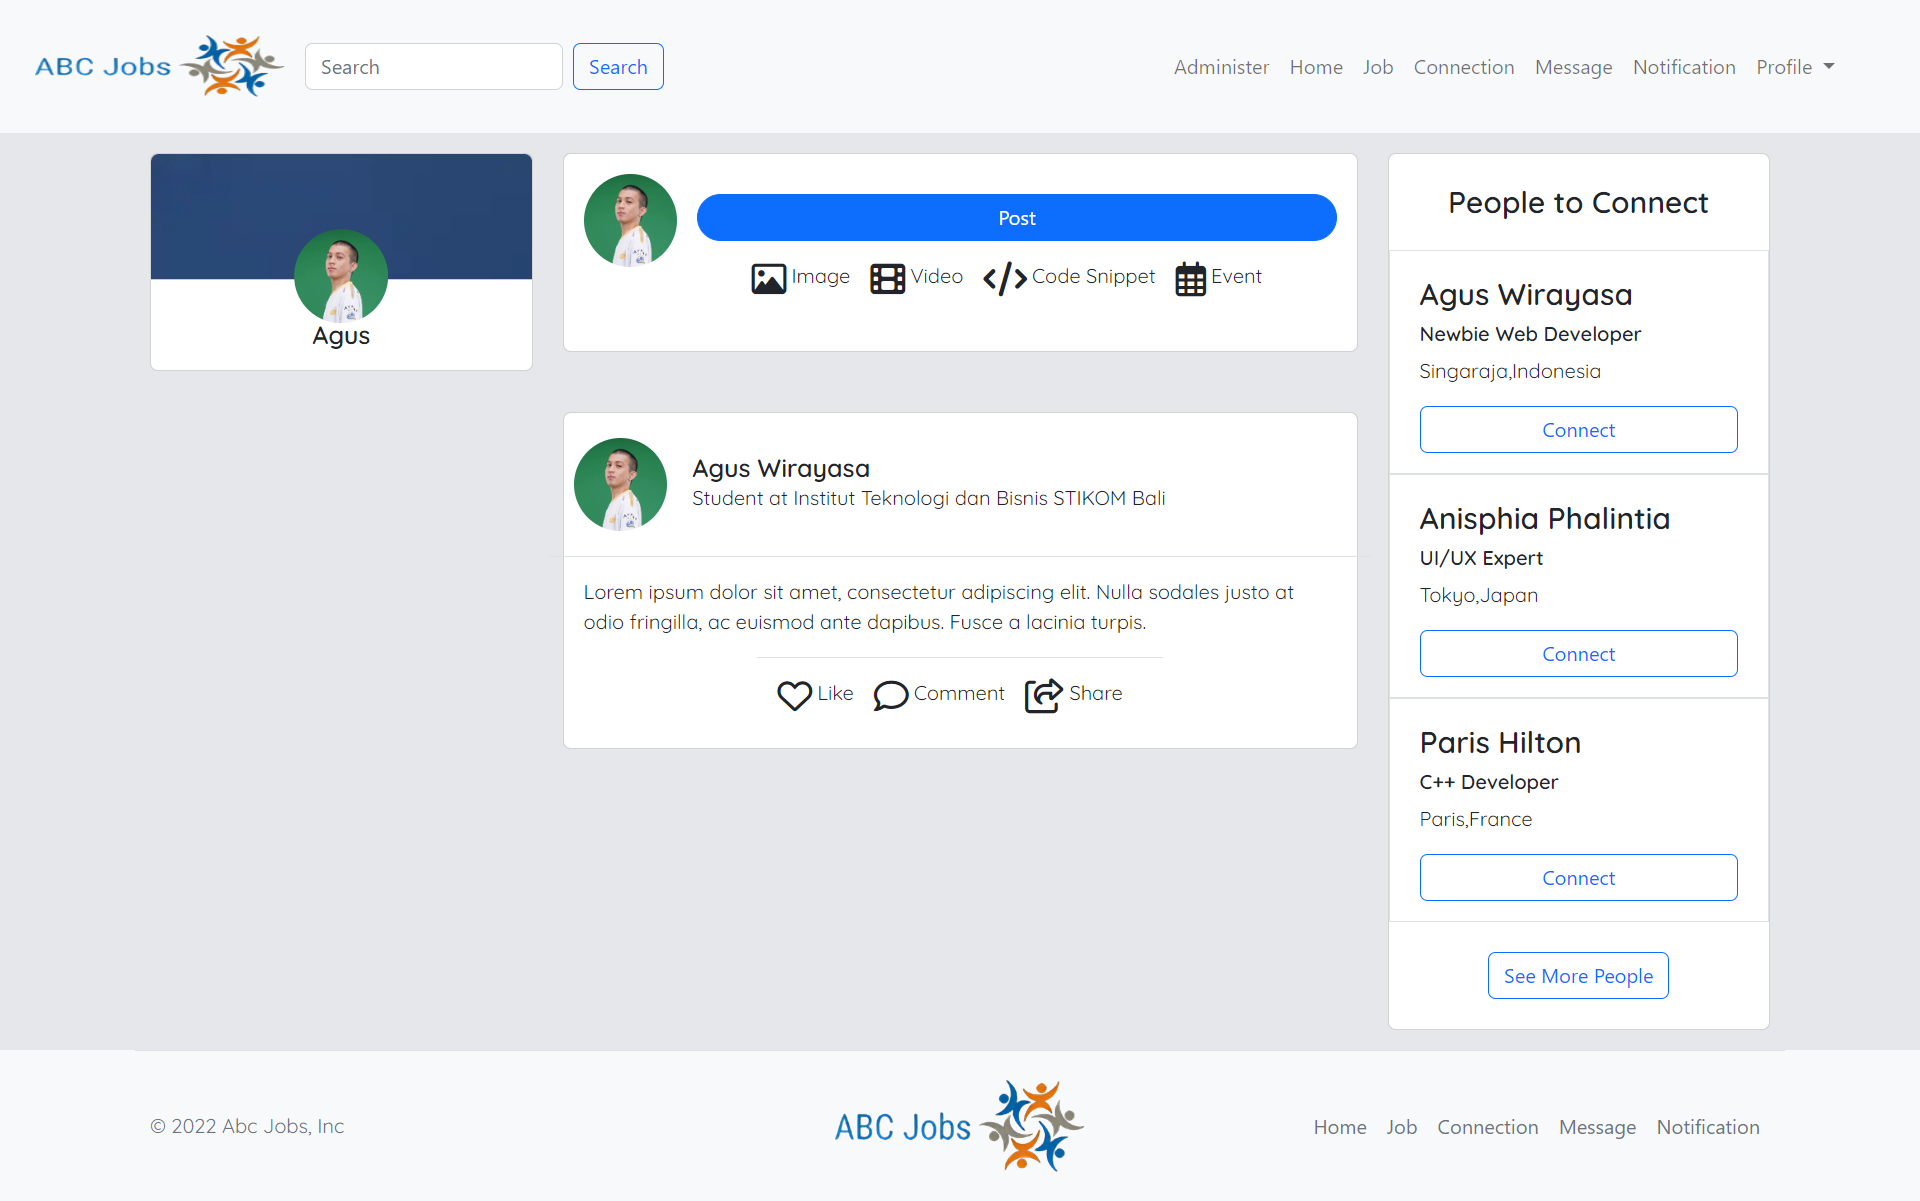 ABC Jobs
Search
Search
Administer Home Job Connection Message Notification Profile
Agus
Post
Image Video Code Snippet Event
Agus Wirayasa
Student at Institut Teknologi dan Bisnis STIKOM Bali
Lorem ipsum dolor sit amet, consectetur adipiscing elit. Nulla sodales justo at
odio fringilla, ac euismod ante dapibus. Fusce a lacinia turpis.
Like Comment Share
People to Connect
Agus Wirayasa
Newbie Web Developer
Singaraja,Indonesia
Connect
Anisphia Phalintia
UI/UX Expert
Tokyo,Japan
Connect
Paris Hilton
C++ Developer
Paris,France
Connect
See More People
© 2022 Abc Jobs, Inc
ABC Jobs
Home Job Connection Message Notification